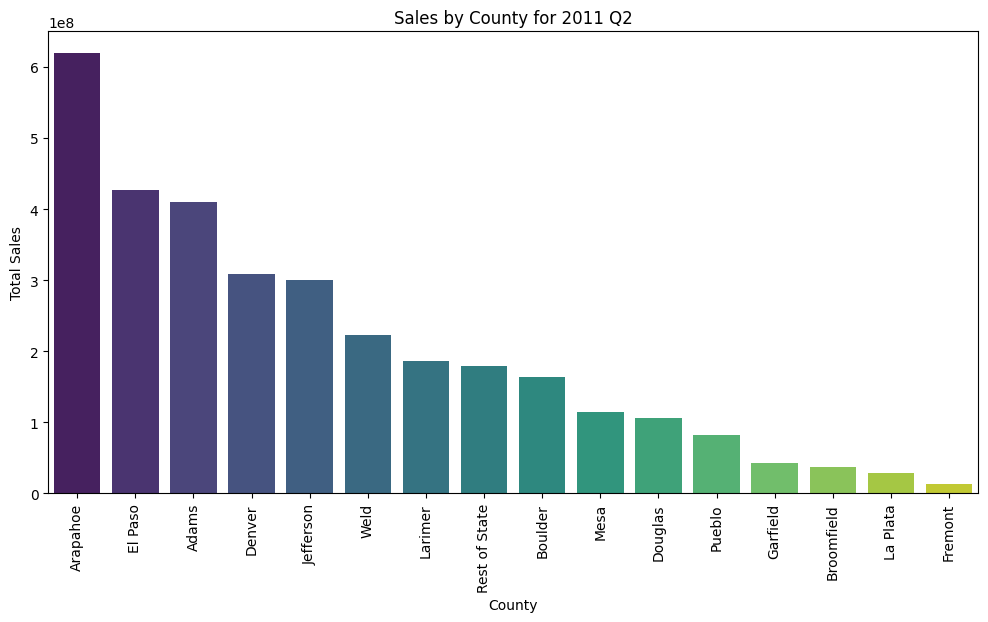 Sales by County for 2011 Q2
1e8
Total Sales
6
5
4
3
2
1
0
Arapahoe
El Paso
Adams
Denver
Jefferson
Weld
Larimer
Rest of State
Boulder
Mesa
Douglas
Pueblo
Garfield
Broomfield
La Plata
Fremont
County